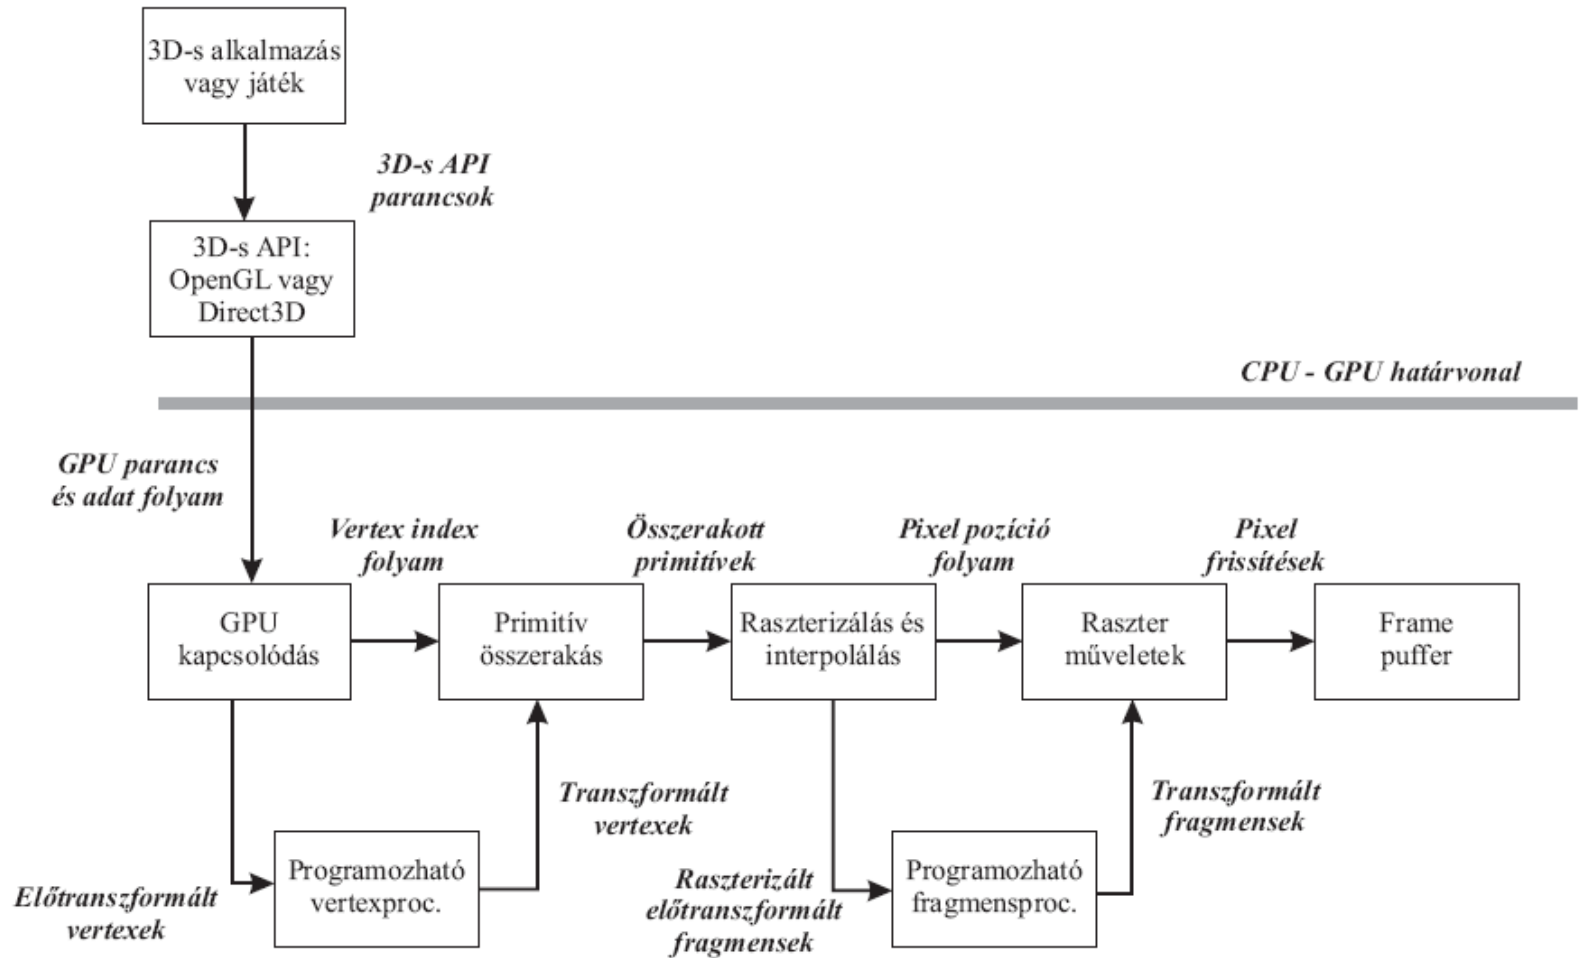 3D-s alkalmazás
vagy játék
3D-s API
parancsok
3D-s API:
OpenGL vagy
Direct3D
CPU - GPU határvonal
GPU parancs
és adat folyam
Vertex index
folyam
Összerakott
primitívek
Pixel pozíció
folyam
Pixel
frissítések
GPU
kapcsolódás
Primitív
összerakás
Raszterizálás és
interpolálás
Raszter
műveletek
Frame
puffer
Transzformált
vertexek
Transzformált
fragmensek
Előtranszformált
vertexek
Programozható
vertexproc.
Raszterizált
előtranszformált
fragmensek
Programozható
fragmensproc.